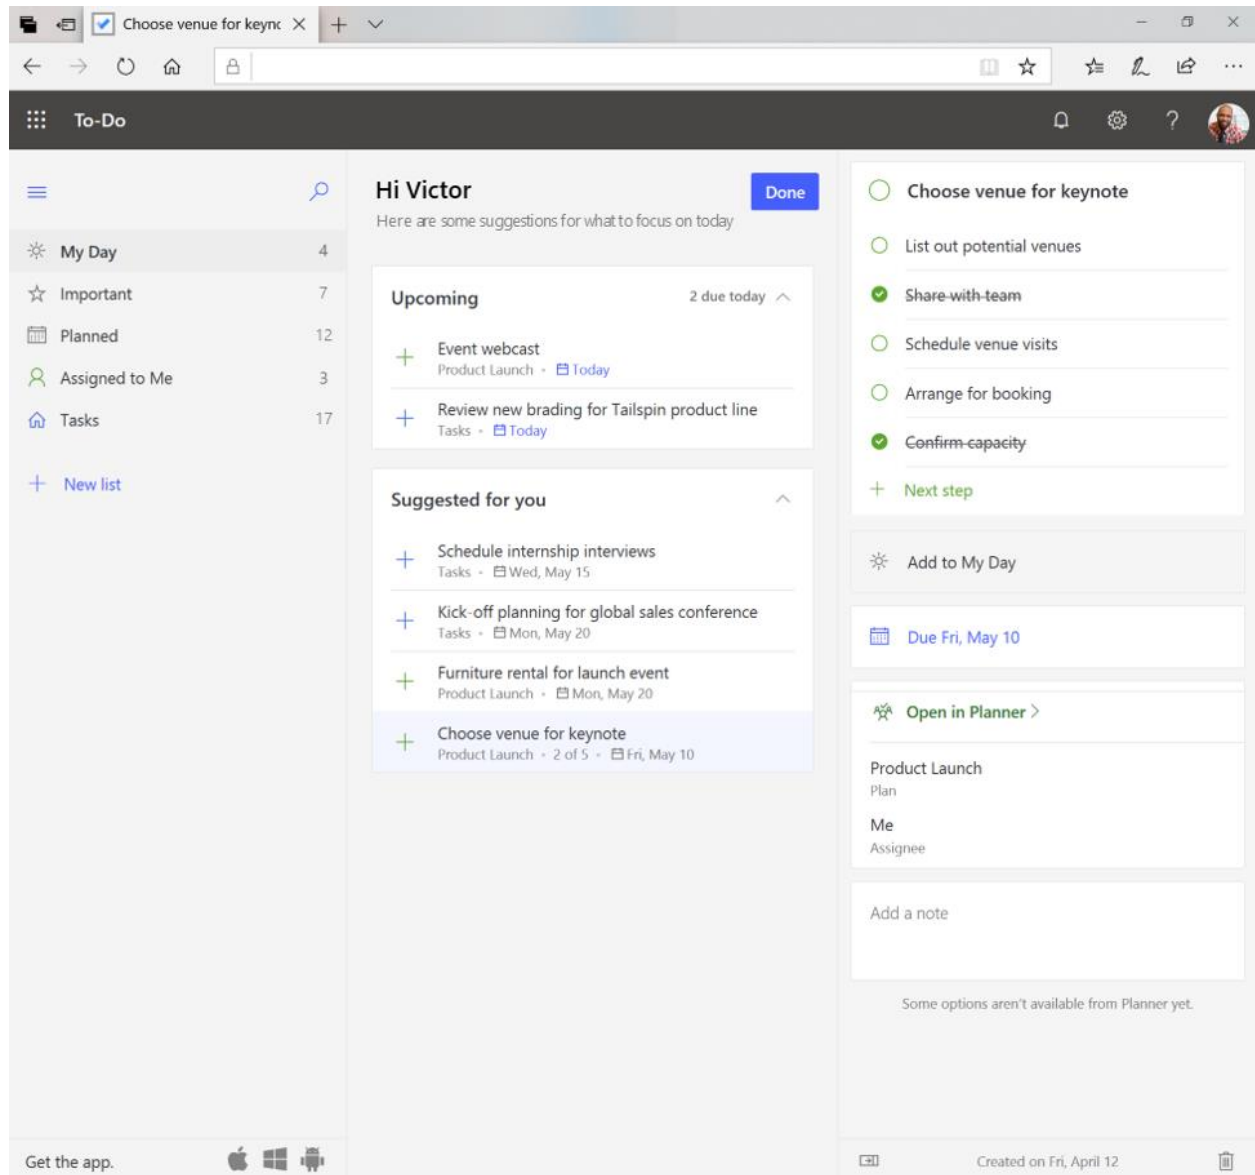 Choose venue for keync
To-Do
My Day 4
Important 7
Planned 12
Assigned to Me 3
Tasks 17
New list
Get the app.
Hi Victor
Done
Here are some suggestions for what to focus on today
Upcoming 2 due today
Event webcast
Product Launch • Today
Review new brading for Tailspin product line
Tasks • Today
Suggested for you
Schedule internship interviews
Tasks • Wed, May 15
Kick-off planning for global sales conference
Tasks • Mon, May 20
Furniture rental for launch event
Product Launch • Mon, May 20
Choose venue for keynote
Product Launch • 2 of 5 • Fri, May 10
Choose venue for keynote
List out potential venues
Share with team
Schedule venue visits
Arrange for booking
Confirm capacity
Next step
Add to My Day
Due Fri, May 10
Open in Planner >
Product Launch
Plan
Me
Assignee
Add a note
Some options aren't available from Planner yet.
Created on Fri, April 12